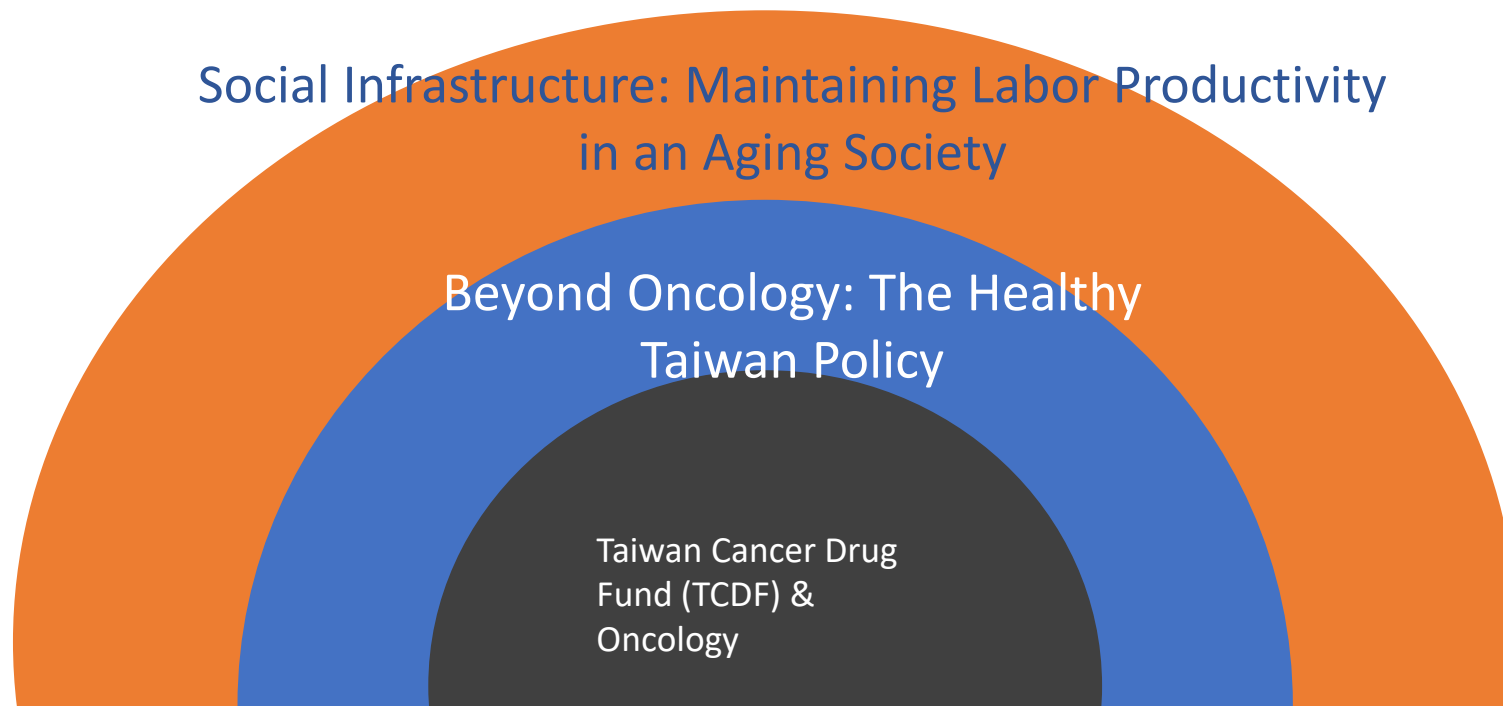 Social Infrastructure: Maintaining Labor Productivity
in an Aging Society
Beyond Oncology: The Healthy
Taiwan Policy
Taiwan Cancer Drug
Fund (TCDF) &
Oncology